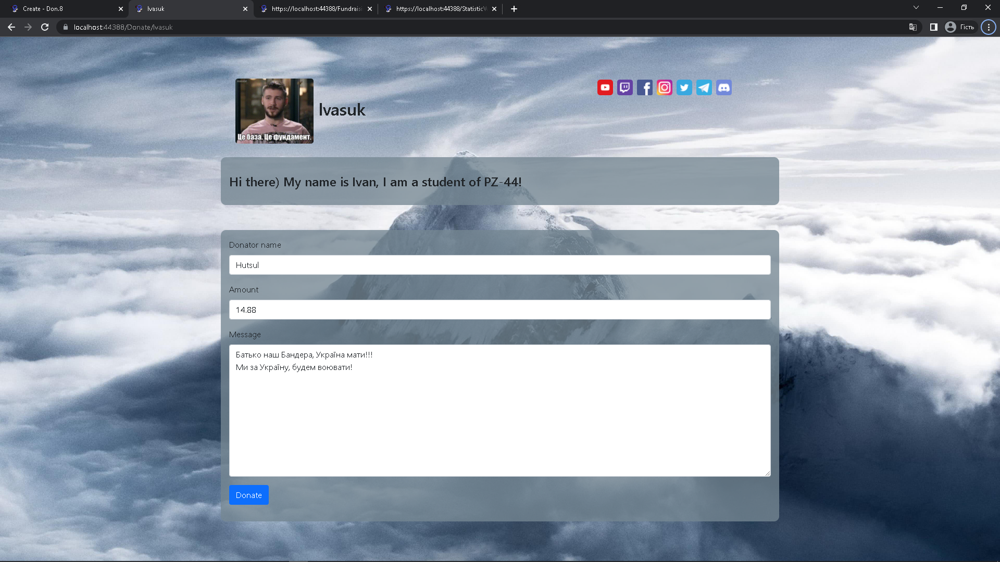 Create - Don.8
Ivasuk
https://localhost:44388/Fundraisi
https://localhost:44388/StatisticW
localhost:44388/Donate/Ivasuk
Гість
Це база. Це фундамент.
Ivasuk
Hi there) My name is Ivan, I am a student of PZ-44!
Donator name
Hutsul
Amount
14.88
Message
Батько наш Бандера, Україна мати!!!
Ми за Україну, будем воювати!
Donate